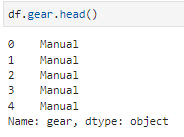 df.gear.head()
0    Manual
1    Manual
2    Manual
3    Manual
4    Manual
Name: gear, dtype: object